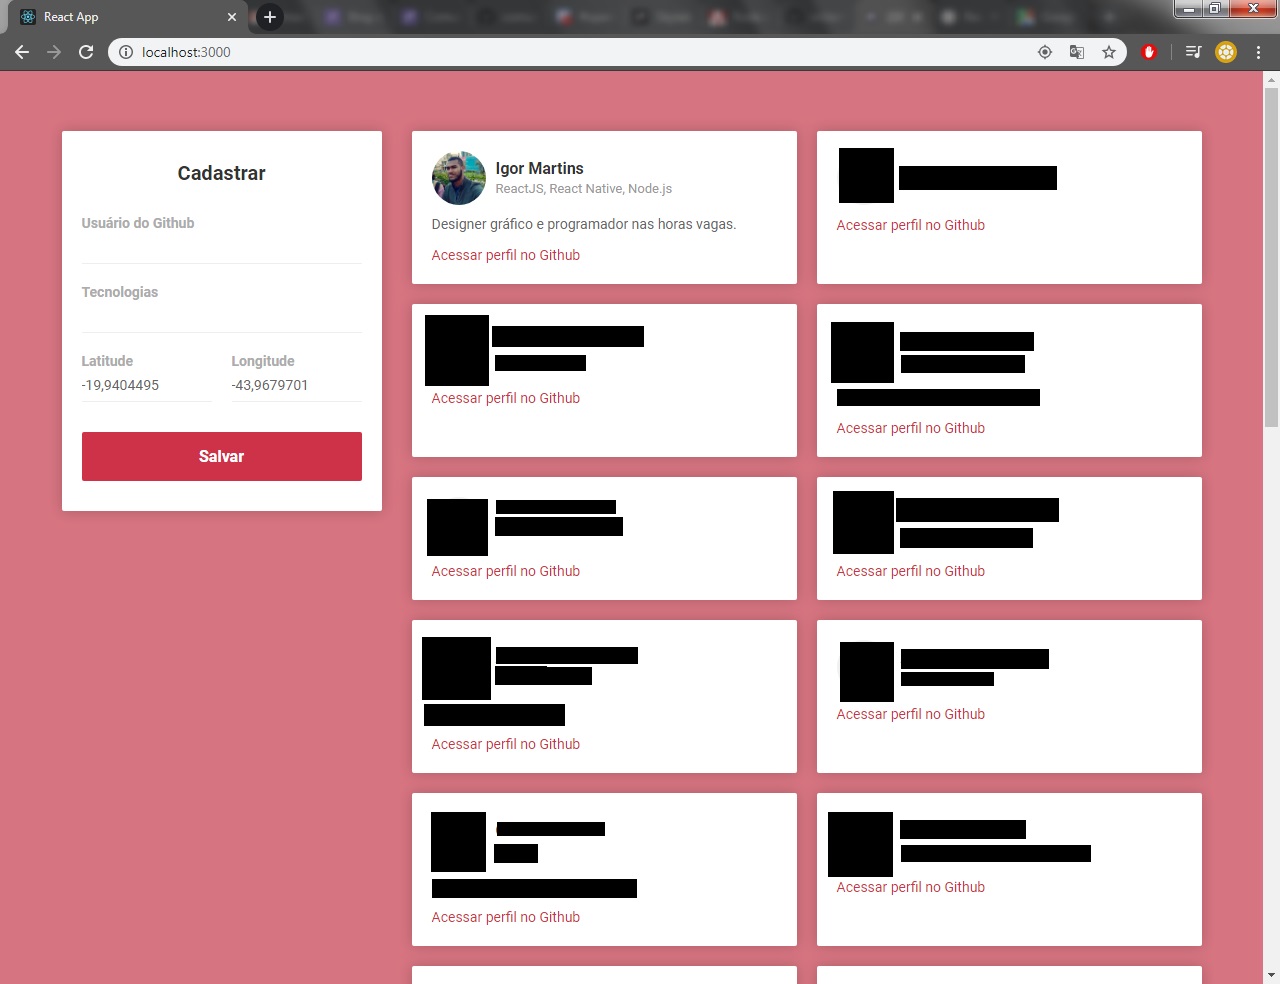 React App
localhost:3000
Cadastrar
Usuário do Github
Tecnologias
Latitude
Longitude
-19,9404495
-43,9679701
Salvar
Igor Martins
ReactJS, React Native, Node.js
Designer gráfico e programador nas horas vagas.
Acessar perfil no Github
Acessar perfil no Github
Acessar perfil no Github
Acessar perfil no Github
Acessar perfil no Github
Acessar perfil no Github
Acessar perfil no Github
Acessar perfil no Github
Acessar perfil no Github
Acessar perfil no Github